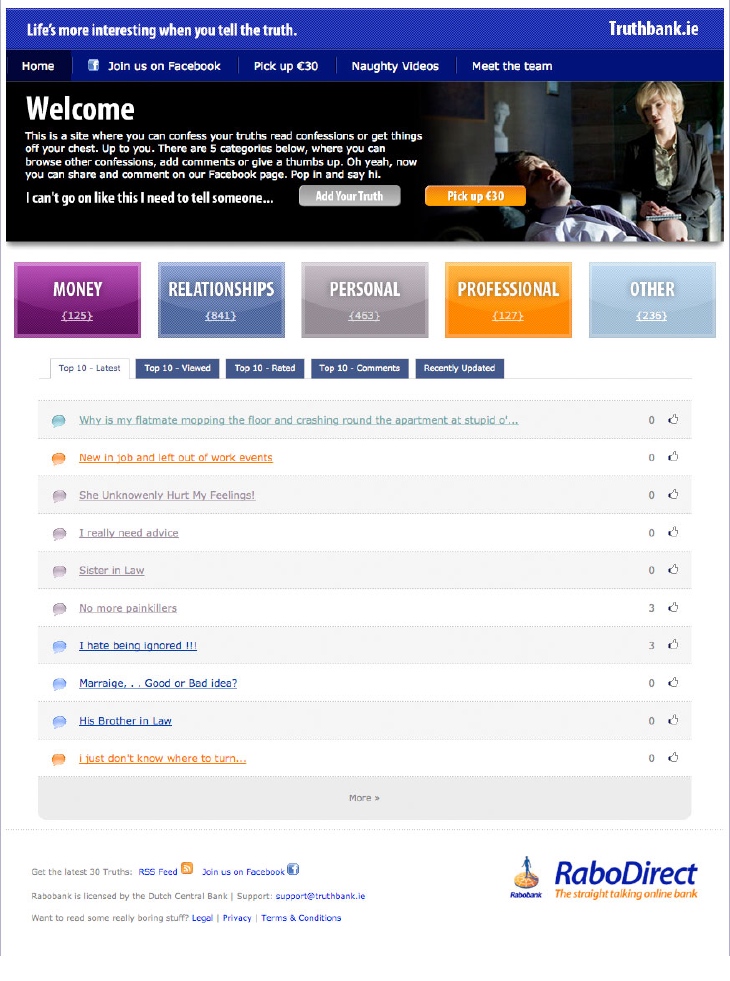 Life's more interesting when you tell the truth.
Truthbank.ie
Home
Join us on Facebook
Pick up €30
Naughty Videos
Meet the team
Welcome
This is a site where you can confess your truths read confessions or get things
off your chest. Up to you. There are 5 categories below, where you can
browse other confessions, add comments or give a thumbs up. Oh yeah, now
you can share and comment on our Facebook page. Pop in and say hi.
I can't go on like this I need to tell someone...
Add Your Truth
Pick up €30
MONEY
{125}
RELATIONSHIPS
{841}
PERSONAL
{463}
PROFESSIONAL
{127}
OTHER
{236}
Top 10 - Latest
Top 10 - Viewed
Top 10 - Rated
Top 10 - Comments
Recently Updated
Why is my flatmate mopping the floor and crashing round the apartment at stupid o'... 0
New in job and left out of work events 0
She Unknowenly Hurt My Feelings! 0
I really need advice 0
Sister in Law 0
No more painkillers 3
I hate being ignored !!! 3
Marraige, . . Good or Bad idea? 0
His Brother in Law 0
i just don't know where to turn... 0
More »
Get the latest 30 Truths: RSS Feed Join us on Facebook
Rabobank is licensed by the Dutch Central Bank | Support: support@truthbank.ie
Want to read some really boring stuff? Legal | Privacy | Terms & Conditions
Rabobank
RaboDirect
The straight talking online bank